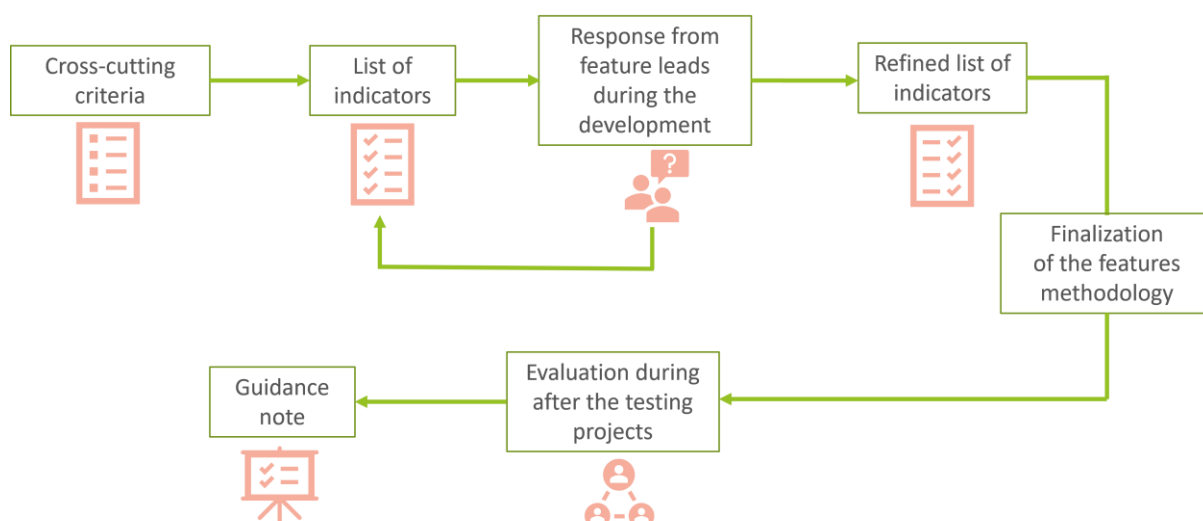 Cross-cutting
criteria
List of
indicators
Response from
feature leads
during the
development
Refined list of
indicators
?
Finalization
of the features
methodology
Evaluation during
after the testing
projects
Guidance
note